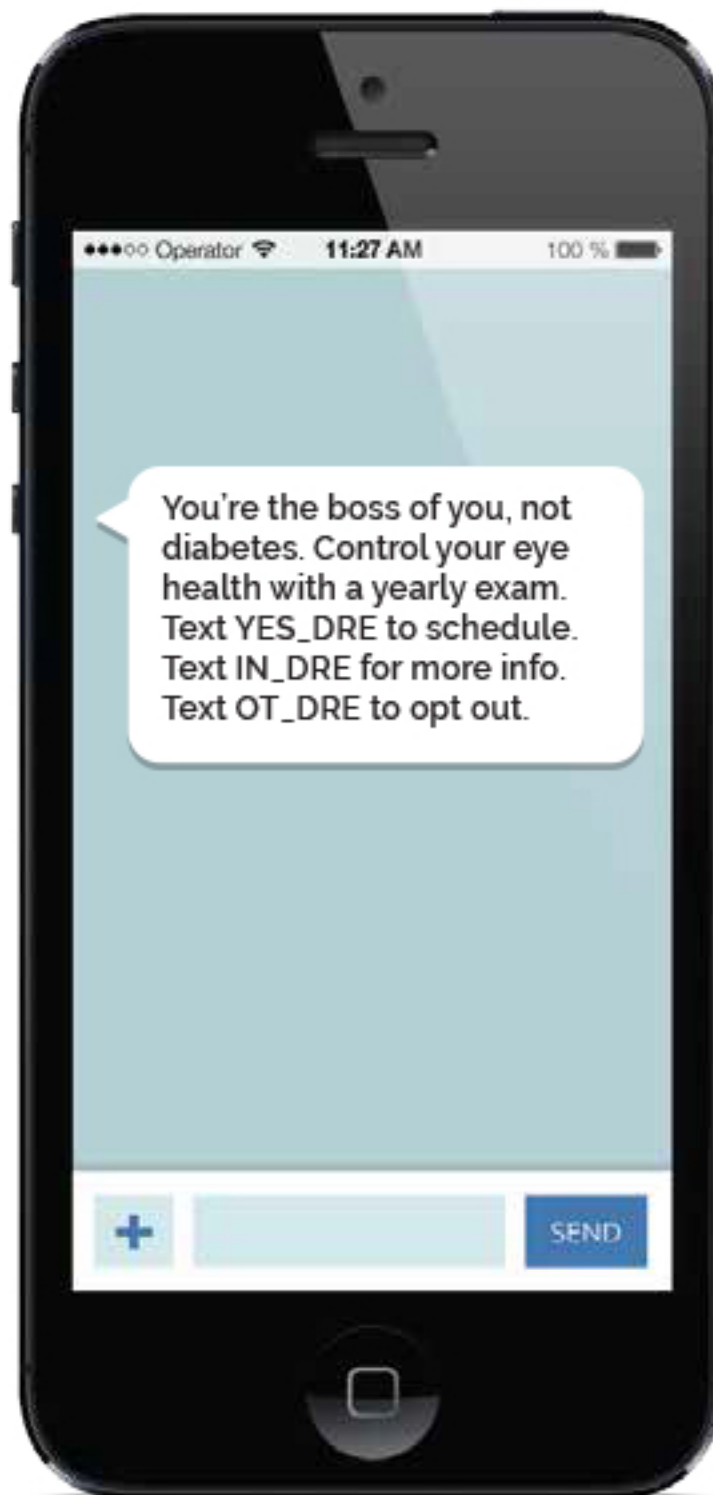 Operator 11:27 AM 100 %
You're the boss of you, not
diabetes. Control your eye
health with a yearly exam.
Text YES_DRE to schedule.
Text IN_DRE for more info.
Text OT_DRE to opt out.
SEND